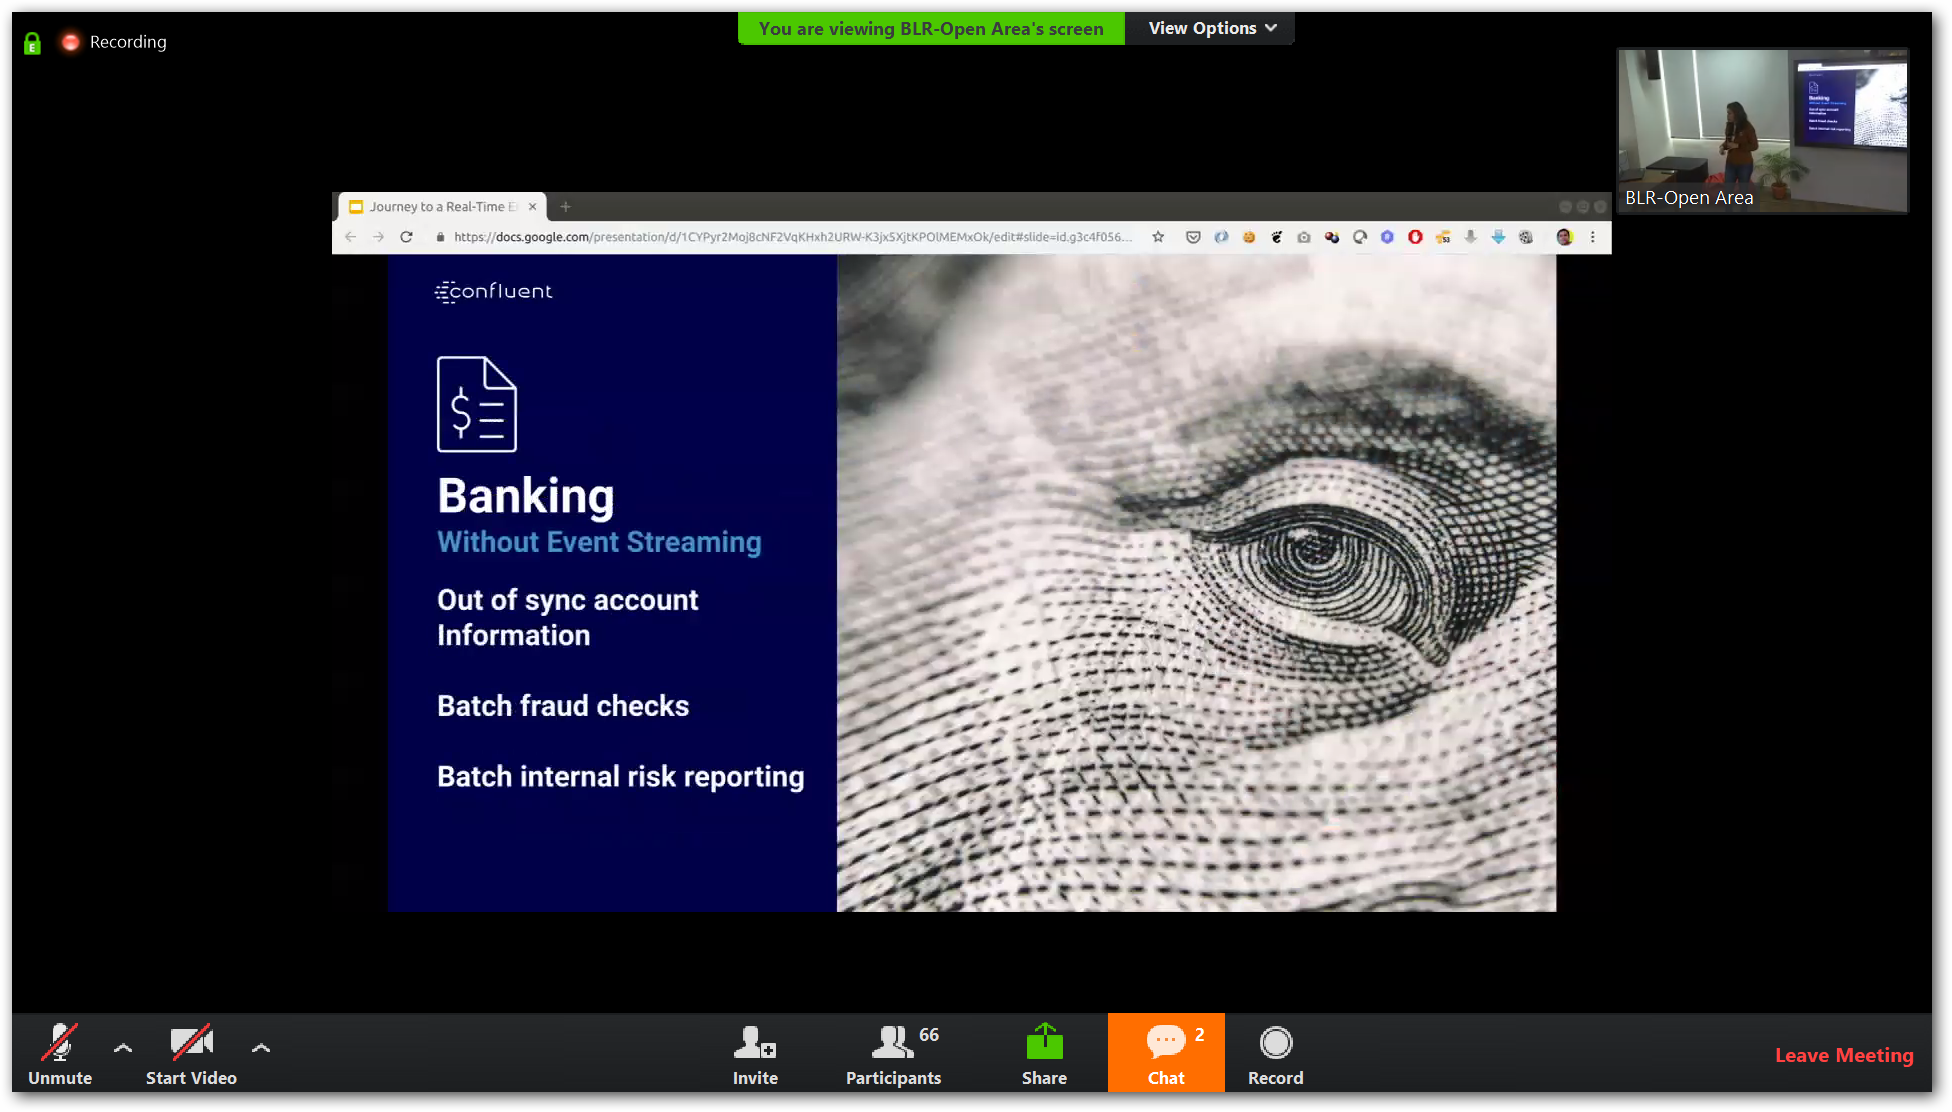 Recording
You are viewing BLR-Open Area's screen
View Options
BLR-Open Area
Journey to a Real-Time E
https://docs.google.com/presentation/d/1CYPyr2Moj8cNF2VqKHxh2URW-K3jxSXjtKPOlMEMxOk/edit#slide=id.g3c4f056...
53
confluent
$
Banking
Without Event Streaming
Out of sync account
Information
Batch fraud checks
Batch internal risk reporting
Unmute
Start Video
Invite
66
Participants
Share
2
Chat
Record
Leave Meeting